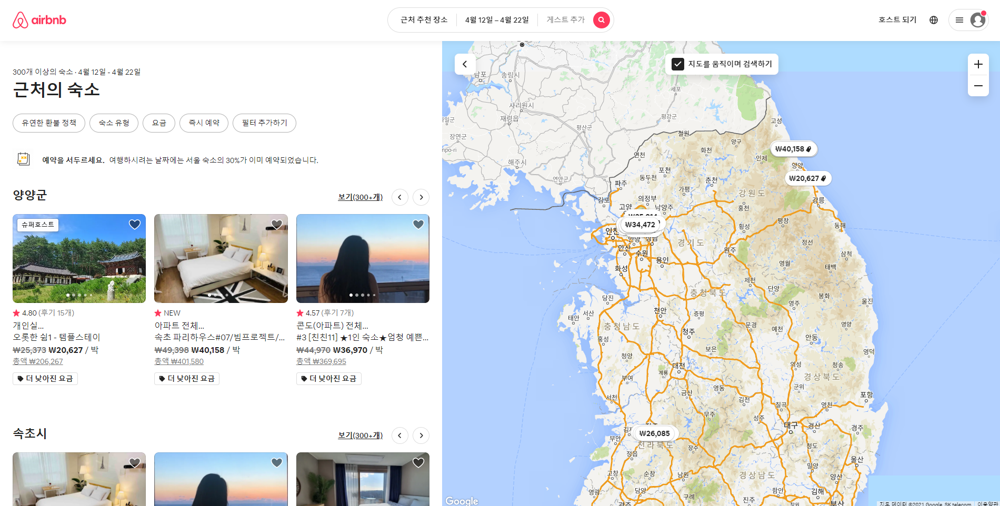 airbnb
근처 추천 장소
4월 12일 – 4월 22일
게스트 추가
호스트 되기
300개 이상의 숙소 · 4월 12일 - 4월 22일
근처의 숙소
유연한 환불 정책
숙소 유형
요금
즉시 예약
필터 추가하기
예약을 서두르세요. 여행하시려는 날짜에는 서울 숙소의 30%가 이미 예약되었습니다.
양양군
보기(300+개)
슈퍼호스트
4.80 (후기 15개)
개인실...
오롯한 쉼1 - 템플스테이
₩25,373 ₩20,627 / 박
총액 ₩206,267
더 낮아진 요금
NEW
아파트 전체...
속초 파리하우스#07/빔프로젝트/...
₩49,398 ₩40,158 / 박
총액 ₩401,580
더 낮아진 요금
4.57 (후기 7개)
콘도(아파트) 전체...
#3 [친친11] ★1인 숙소★엄청 예쁜...
₩44,970 ₩36,970 / 박
총액 ₩369,695
더 낮아진 요금
속초시
보기(300+개)
지도를 움직이며 검색하기
남포
송림시
세포
사리원시
재령읍
평강군
고성
평산군
철원
장연군
양구
npo-ri
화천
연천
인제
₩40,158
해주시
양양
포천
연안군
동두천
₩20,627
파주
춘천
가평
강원도
김포
의정부
강릉
고양
남양주
홍천
₩34,472
평창
횡성
동해
인천
안양
성남
경기도
정선
안산
원주
수원
삼척
용인
영월
화성
태백
제천
단양
충청북도
봉화
당진
영주
울진
천안
서산
증평
태안
문경
영양
충청남도
예천
청주
안동
홍성
보은
영덕
청양
의성
청송
대전
계룡
부여
경상북도
군위
영동
금산
포항
서천
김천
칠곡
영천
무주
성주
대구
경산
경주
₩26,085
부안
전라북도
장수
청도
정읍
울산
밀양
고창
순창
남원
경상남도
양산
담양
영광
함안
김해
구례
진주
창원
부산
광주
Google
지도 데이터 ©2021 Google, SK telecom
이용약관